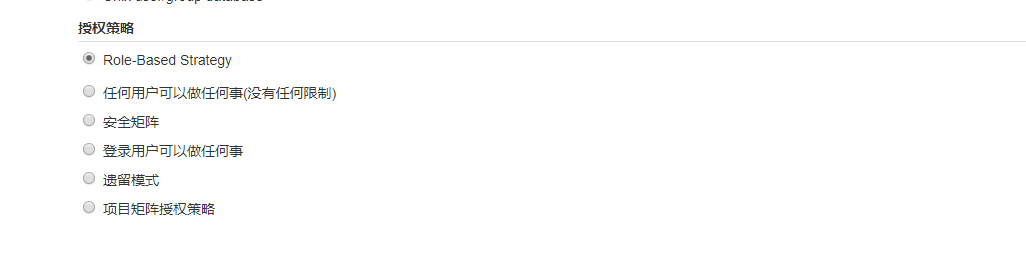 授权策略
Role-Based Strategy
任何用户可以做任何事(没有任何限制)
安全矩阵
登录用户可以做任何事
遗留模式
项目矩阵授权策略